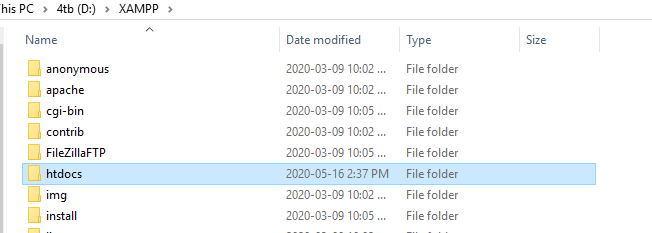 This PC > 4tb (D:) > XAMPP >
Name Date modified Type Size
anonymous 2020-03-09 10:02 ... File folder
apache 2020-03-09 10:02 ... File folder
cgi-bin 2020-03-09 10:05 ... File folder
contrib 2020-03-09 10:02 ... File folder
FileZillaFTP 2020-03-09 10:05 ... File folder
htdocs 2020-05-16 2:37 PM File folder
img 2020-03-09 10:02 ... File folder
install 2020-03-09 10:05 ... File folder